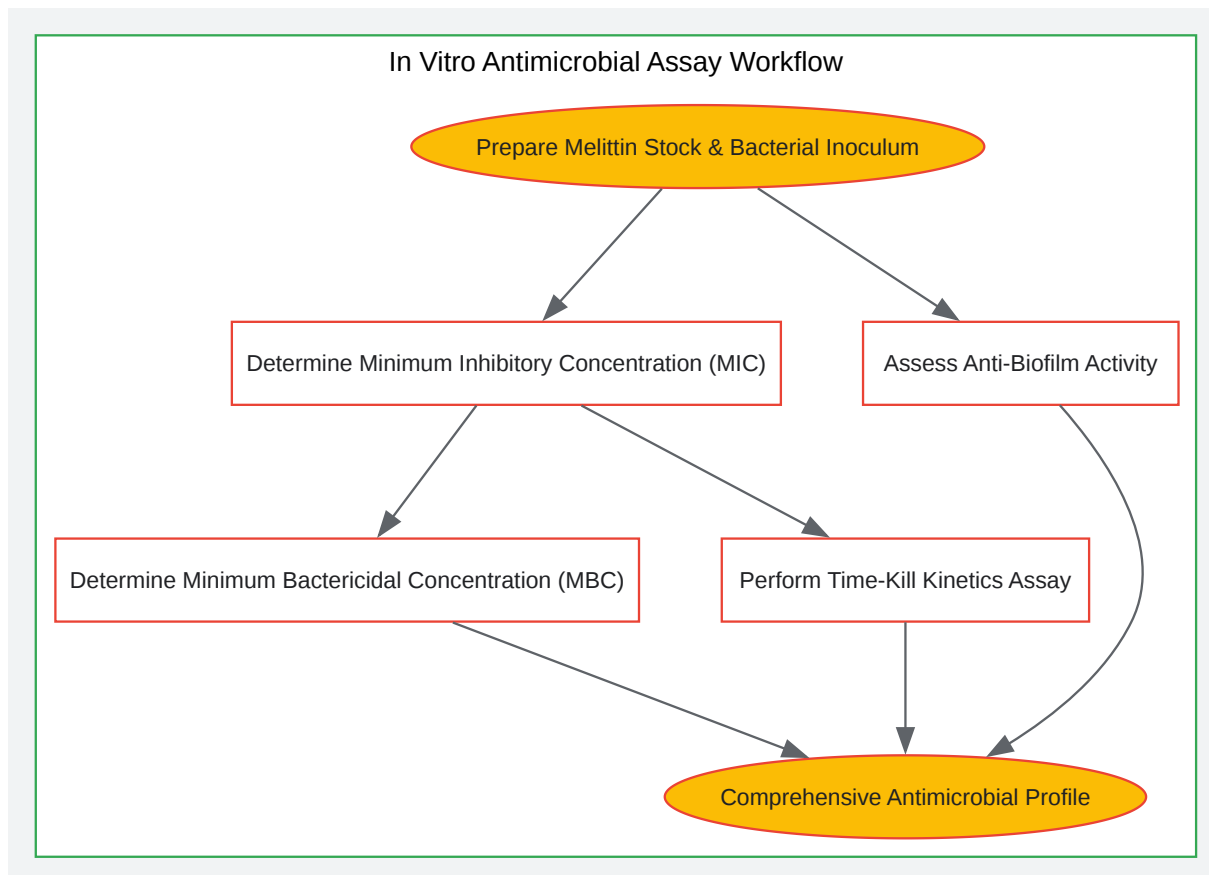 In Vitro Antimicrobial Assay Workflow
Prepare Melittin Stock & Bacterial Inoculum
Determine Minimum Inhibitory Concentration (MIC)
Assess Anti-Biofilm Activity
Determine Minimum Bactericidal Concentration (MBC)
Perform Time-Kill Kinetics Assay
Comprehensive Antimicrobial Profile